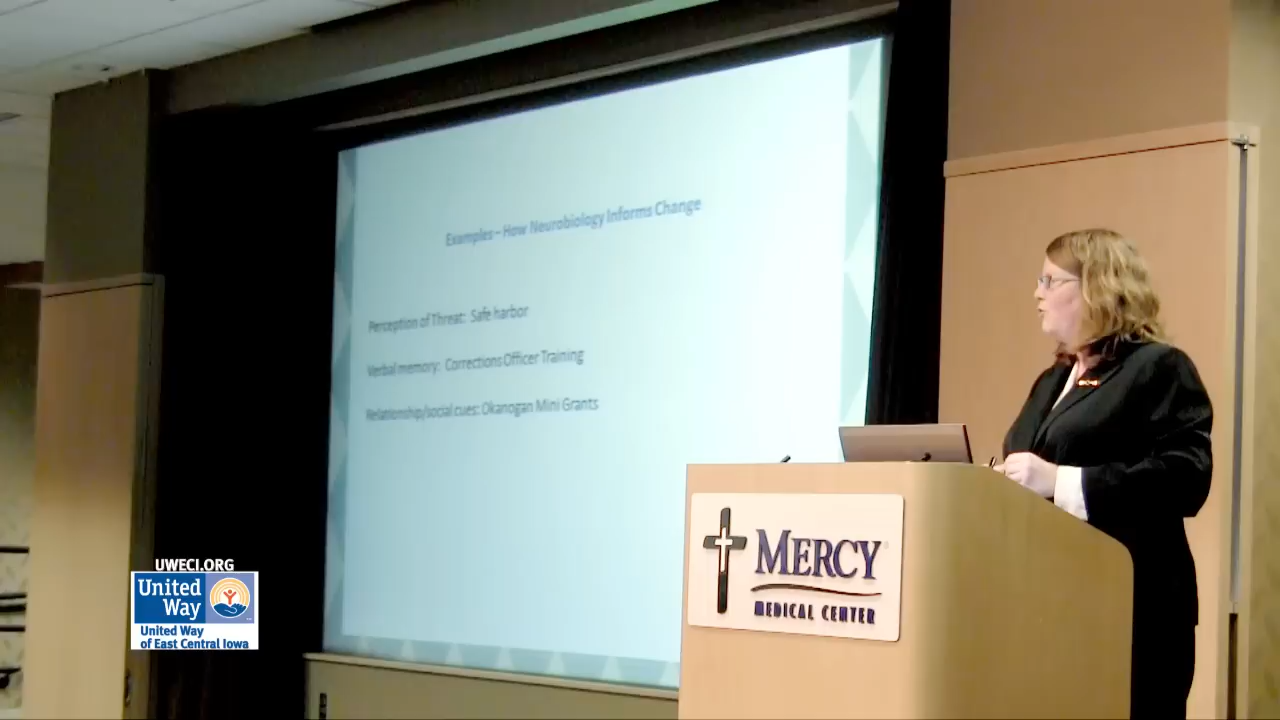 Examples – How Neurobiology Informs Change
Perception of Threat: Safe harbor
Verbal memory: Corrections Officer Training
Relationship/social cues: Okanogan Mini Grants
MERCY
MEDICAL CENTER
UWECI.ORG
United
Way
United Way
of East Central Iowa